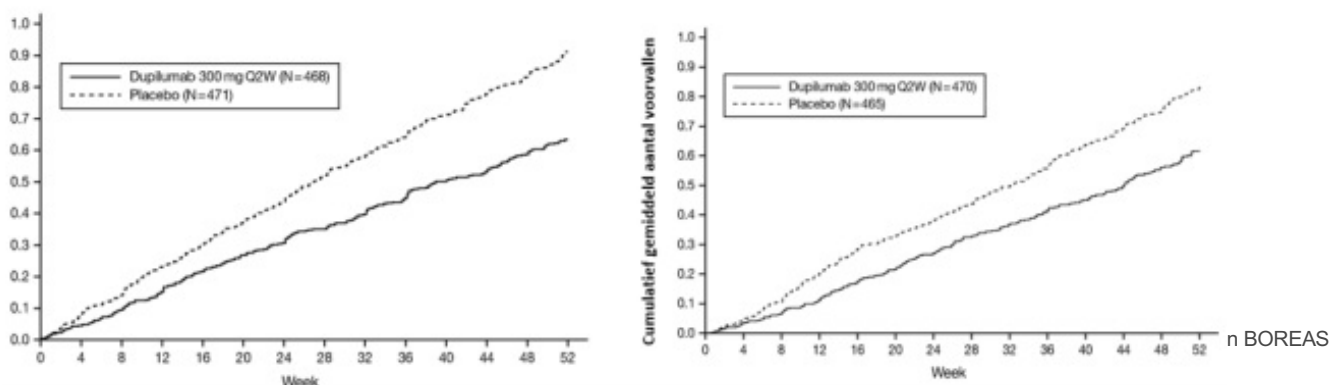 1.0
0.9
0.8
0.7
0.6
0.5
0.4
0.3
0.2
0.1
0.0
Dupilumab 300 mg Q2W (N=468)
Placebo (N=471)
0 4 8 12 16 20 24 28 32 36 40 44 48 52
Week
Cumulatief gemiddeld aantal voorvallen
1.0
0.9
0.8
0.7
0.6
0.5
0.4
0.3
0.2
0.1
0.0
Dupilumab 300 mg Q2W (N=470)
Placebo (N=465)
0 4 8 12 16 20 24 28 32 36 40 44 48 52
Week
n BOREAS